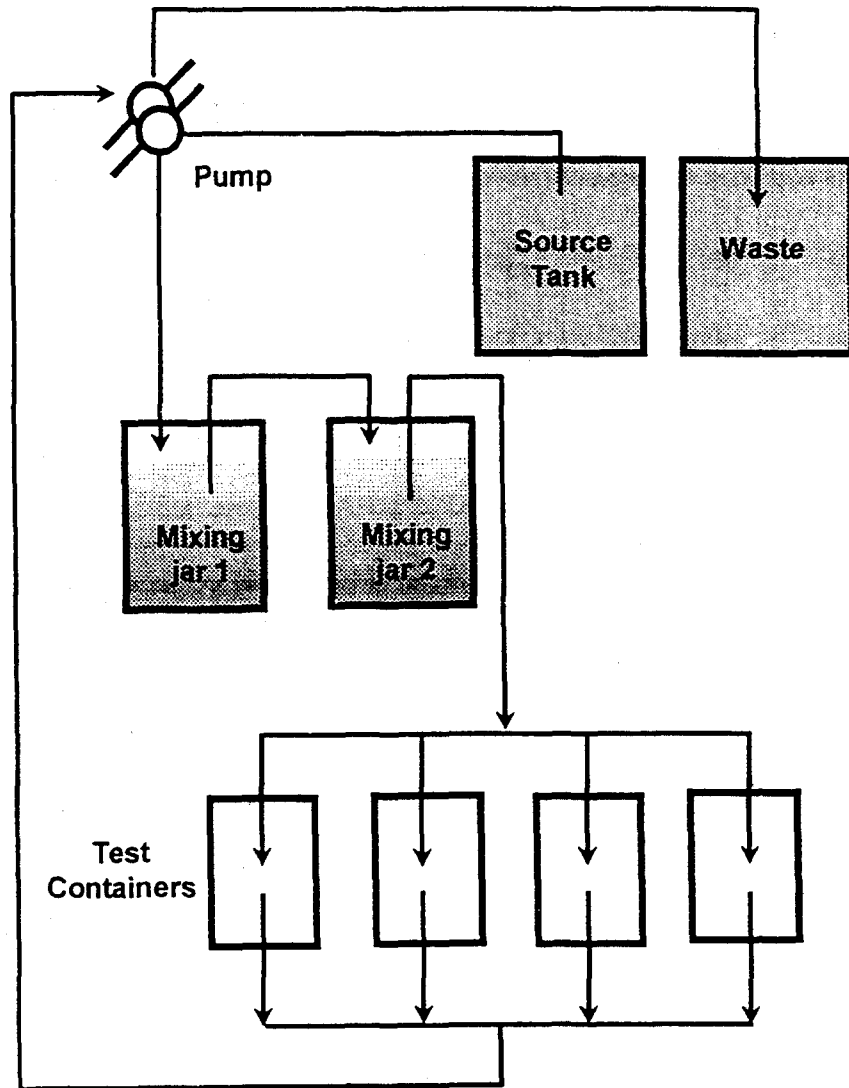 Pump
Source
Tank
Waste
Mixing
jar 1
Mixing
jar 2
Test
Containers